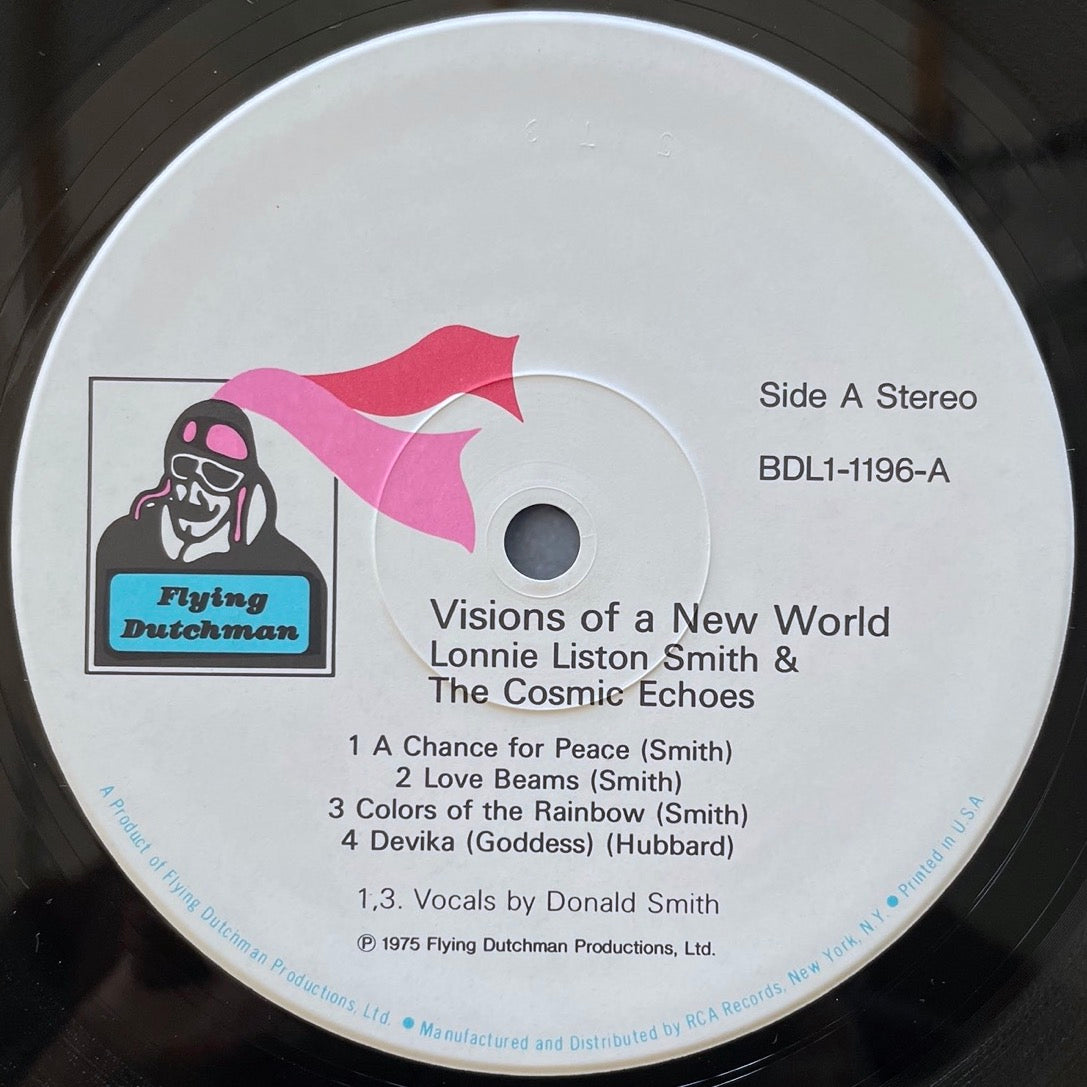 Side A Stereo
BDL1-1196-A
Flying
Dutchman
Visions of a New World
Lonnie Liston Smith &
The Cosmic Echoes
1 A Chance for Peace (Smith)
2 Love Beams (Smith)
3 Colors of the Rainbow (Smith)
4 Devika (Goddess) (Hubbard)
1,3. Vocals by Donald Smith
℗ 1975 Flying Dutchman Productions, Ltd.
A Product of Flying Dutchman Productions, Ltd. ● Manufactured and Distributed by RCA Records, New York, N.Y. ● Printed in U.S.A